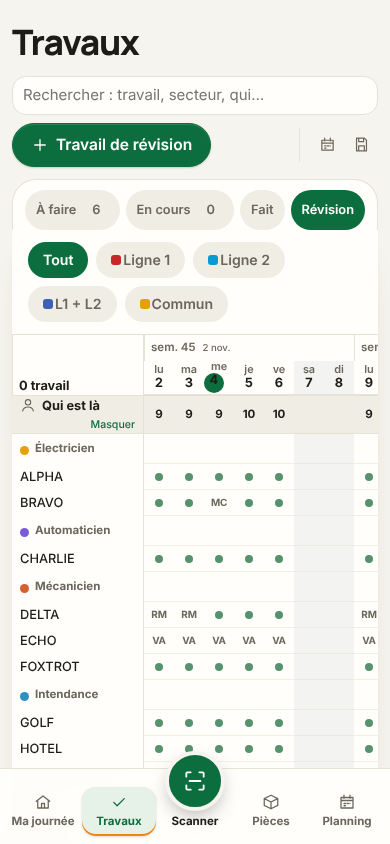 Travaux
Rechercher : travail, secteur, qui...
+ Travail de révision
À faire 6 En cours 0 Fait Révision
Tout Ligne 1 Ligne 2
L1 + L2 Commun
sem. 45 2 nov. sem
lu ma me je ve sa di lu
0 travail 2 3 4 5 6 7 8 9
Qui est là 9 9 9 10 10 9
Masquer
Électricien
ALPHA
BRAVO MC
Automaticien
CHARLIE
Mécanicien
DELTA RM RM RM
ECHO VA VA VA VA VA VA
FOXTROT
Intendance
GOLF
HOTEL
Ma journée Travaux Scanner Pièces Planning